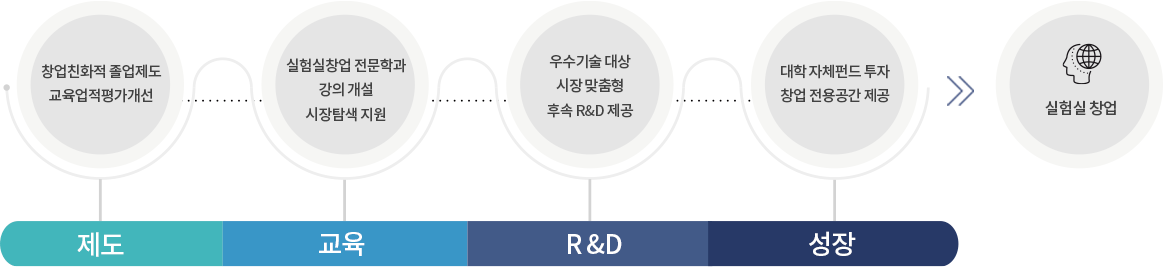 창업친화적 졸업제도
교육업적평가개선
실험실창업 전문학과
강의 개설
시장탐색 지원
우수기술 대상
시장 맞춤형
후속 R&D 제공
대학 자체펀드 투자
창업 전용공간 제공
실험실 창업
제도
교육
R &D
성장